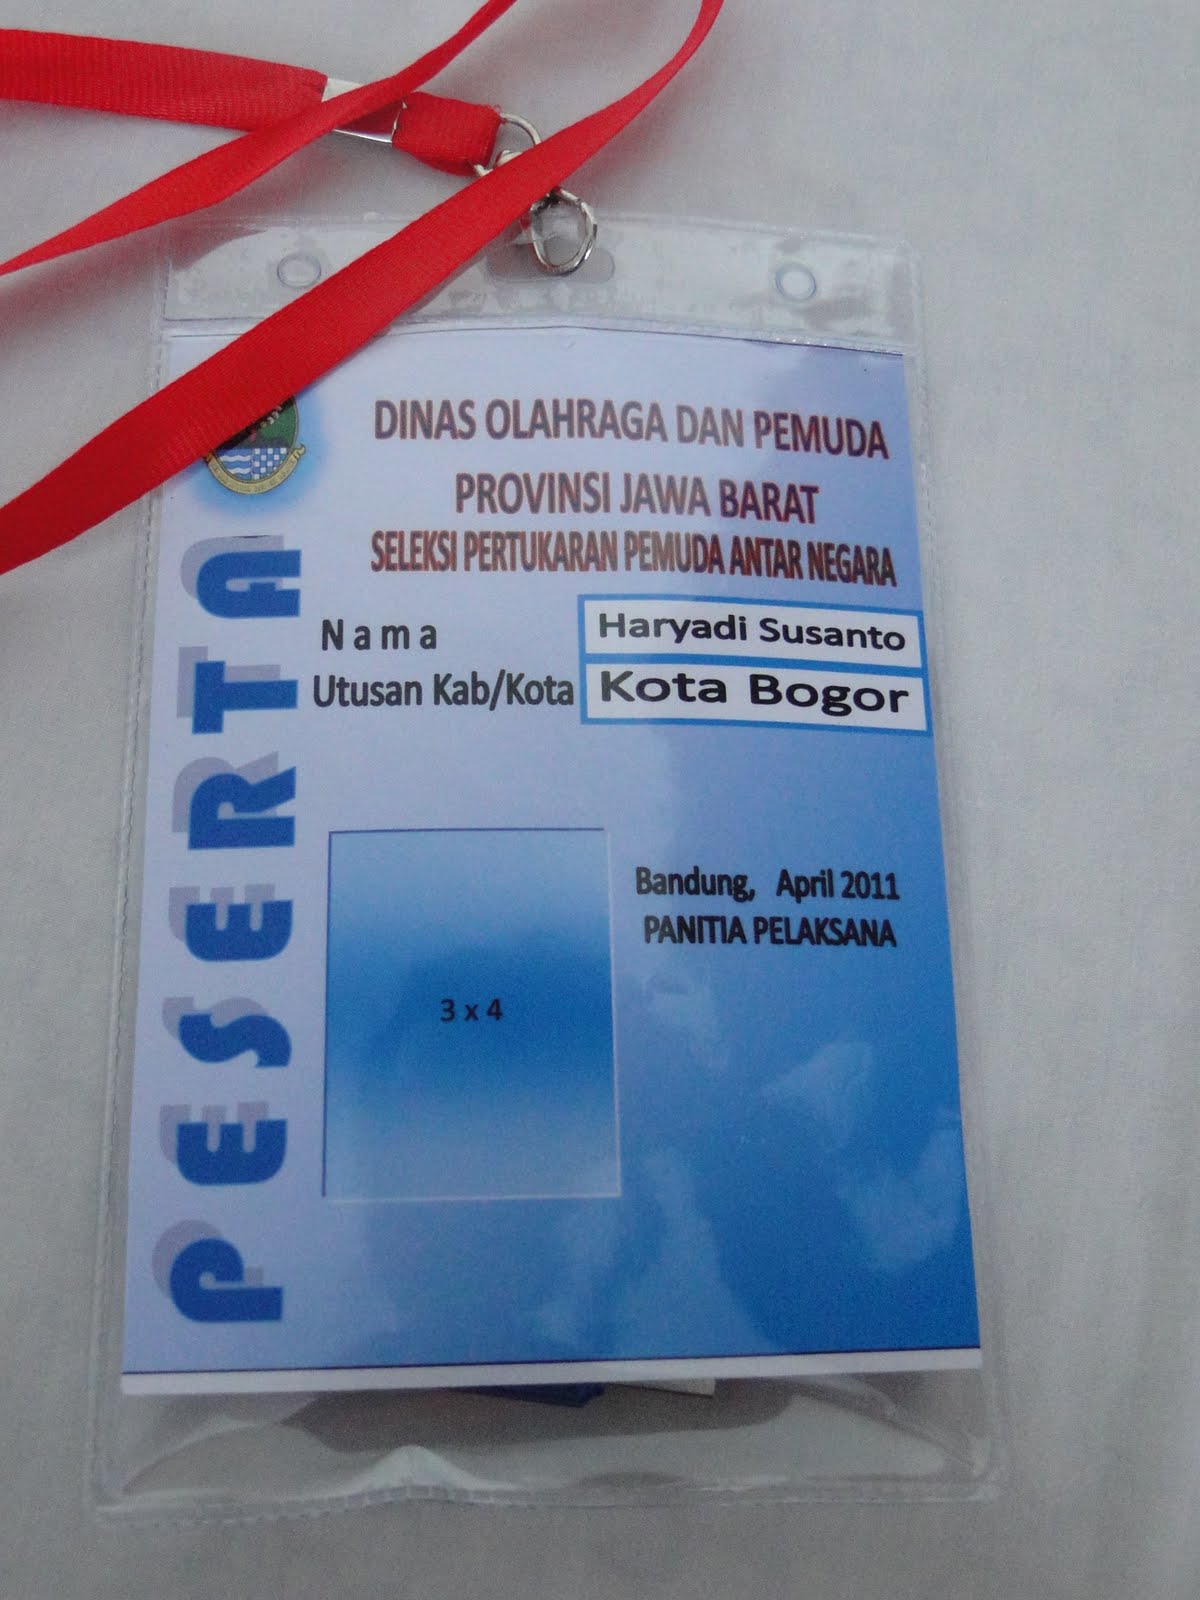 DINAS OLAHRAGA DAN PEMUDA
PROVINSI JAWA BARAT
SELEKSI PERTUKARAN PEMUDA ANTAR NEGARA
Nama Haryadi Susanto
Utusan Kab/Kota Kota Bogor
PESERTA
3 x 4
Bandung, April 2011
PANITIA PELAKSANA